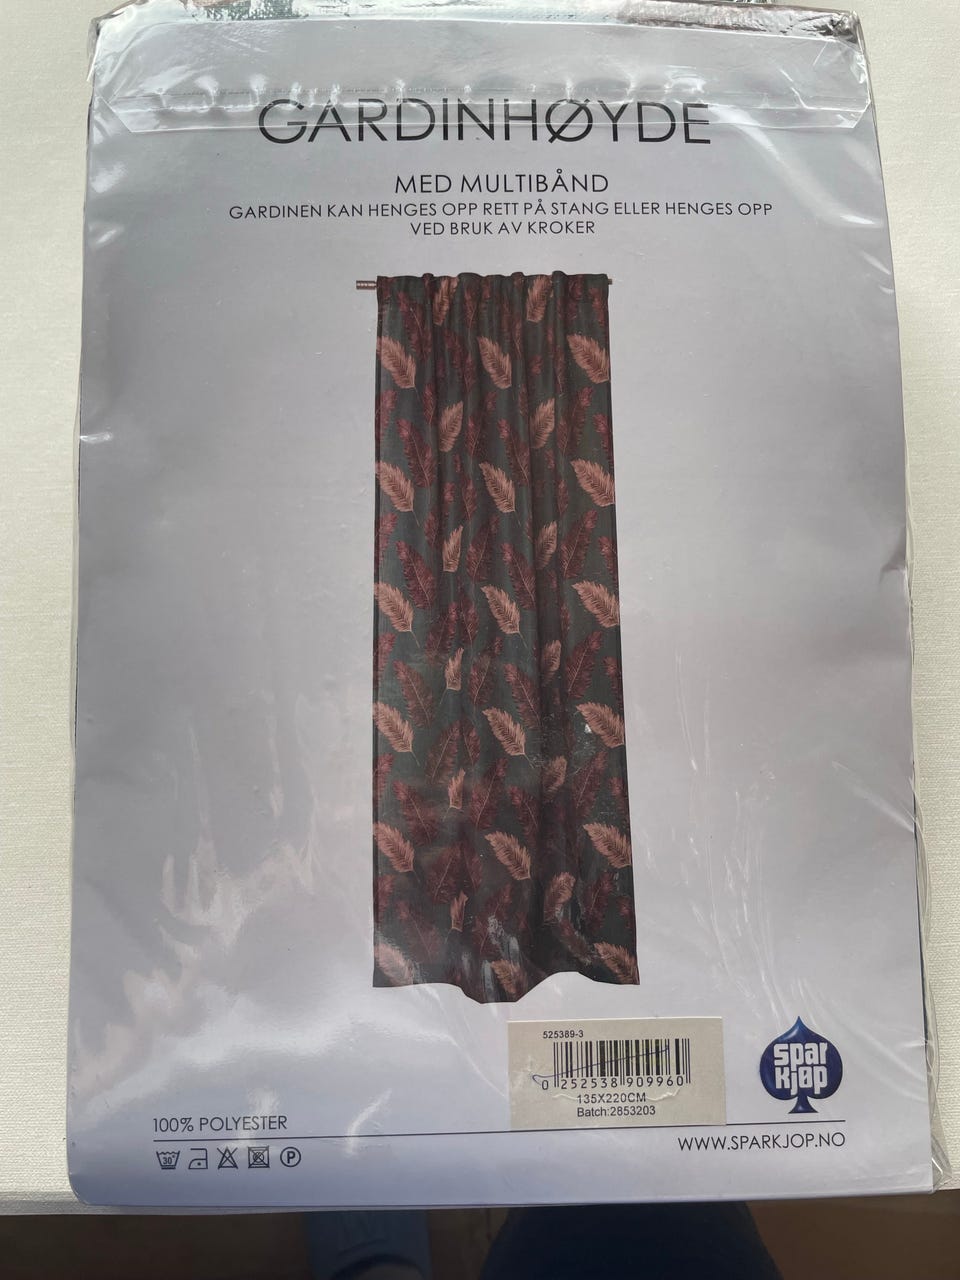 GARDINHØYDE
MED MULTIBÅND
GARDINEN KAN HENGES OPP RETT PÅ STANG ELLER HENGES OPP
VED BRUK AV KROKER
525389-3
0 252538 909960
135X220CM
Batch:2853203
spar
kjøp
100% POLYESTER
WWW.SPARKJOP.NO
30°
P